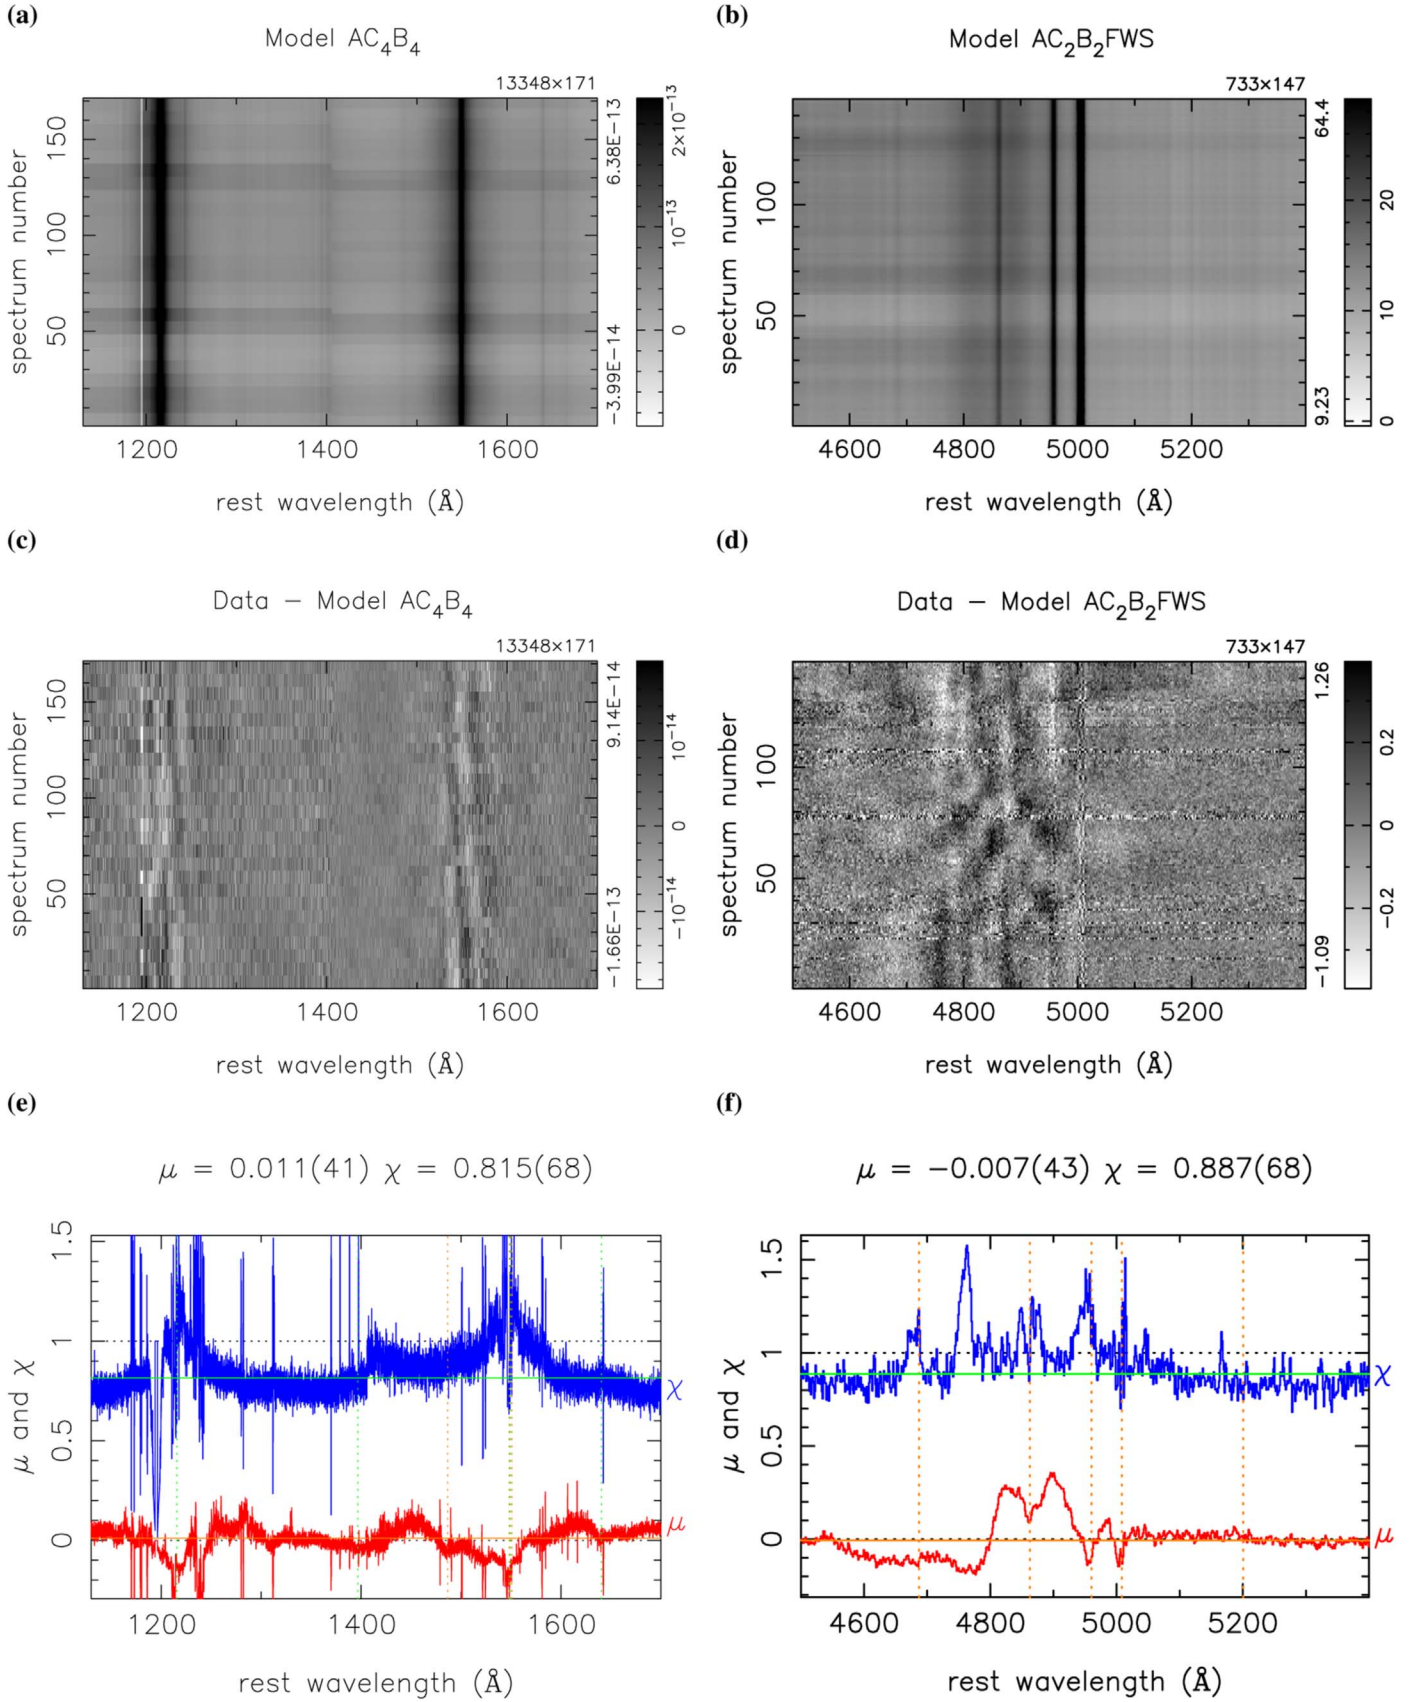 (a)
Model AC₄B₄
13348×171
spectrum number
50
100
150
1200
1400
1600
rest wavelength (Å)
−3.99E−14
6.38E−13
0
10⁻¹³
2×10⁻¹³
(b)
Model AC₂B₂FWS
733×147
spectrum number
50
100
4600
4800
5000
5200
rest wavelength (Å)
9.23
64.4
0
10
20
(c)
Data − Model AC₄B₄
13348×171
spectrum number
50
100
150
1200
1400
1600
rest wavelength (Å)
−1.66E−13
9.14E−14
−10⁻¹⁴
0
10⁻¹⁴
(d)
Data − Model AC₂B₂FWS
733×147
spectrum number
50
100
4600
4800
5000
5200
rest wavelength (Å)
−1.09
1.26
−0.2
0
0.2
(e)
μ = 0.011(41) χ = 0.815(68)
μ and χ
0
0.5
1
1.5
χ
μ
1200
1400
1600
rest wavelength (Å)
(f)
μ = −0.007(43) χ = 0.887(68)
μ and χ
0
0.5
1
1.5
χ
μ
4600
4800
5000
5200
rest wavelength (Å)